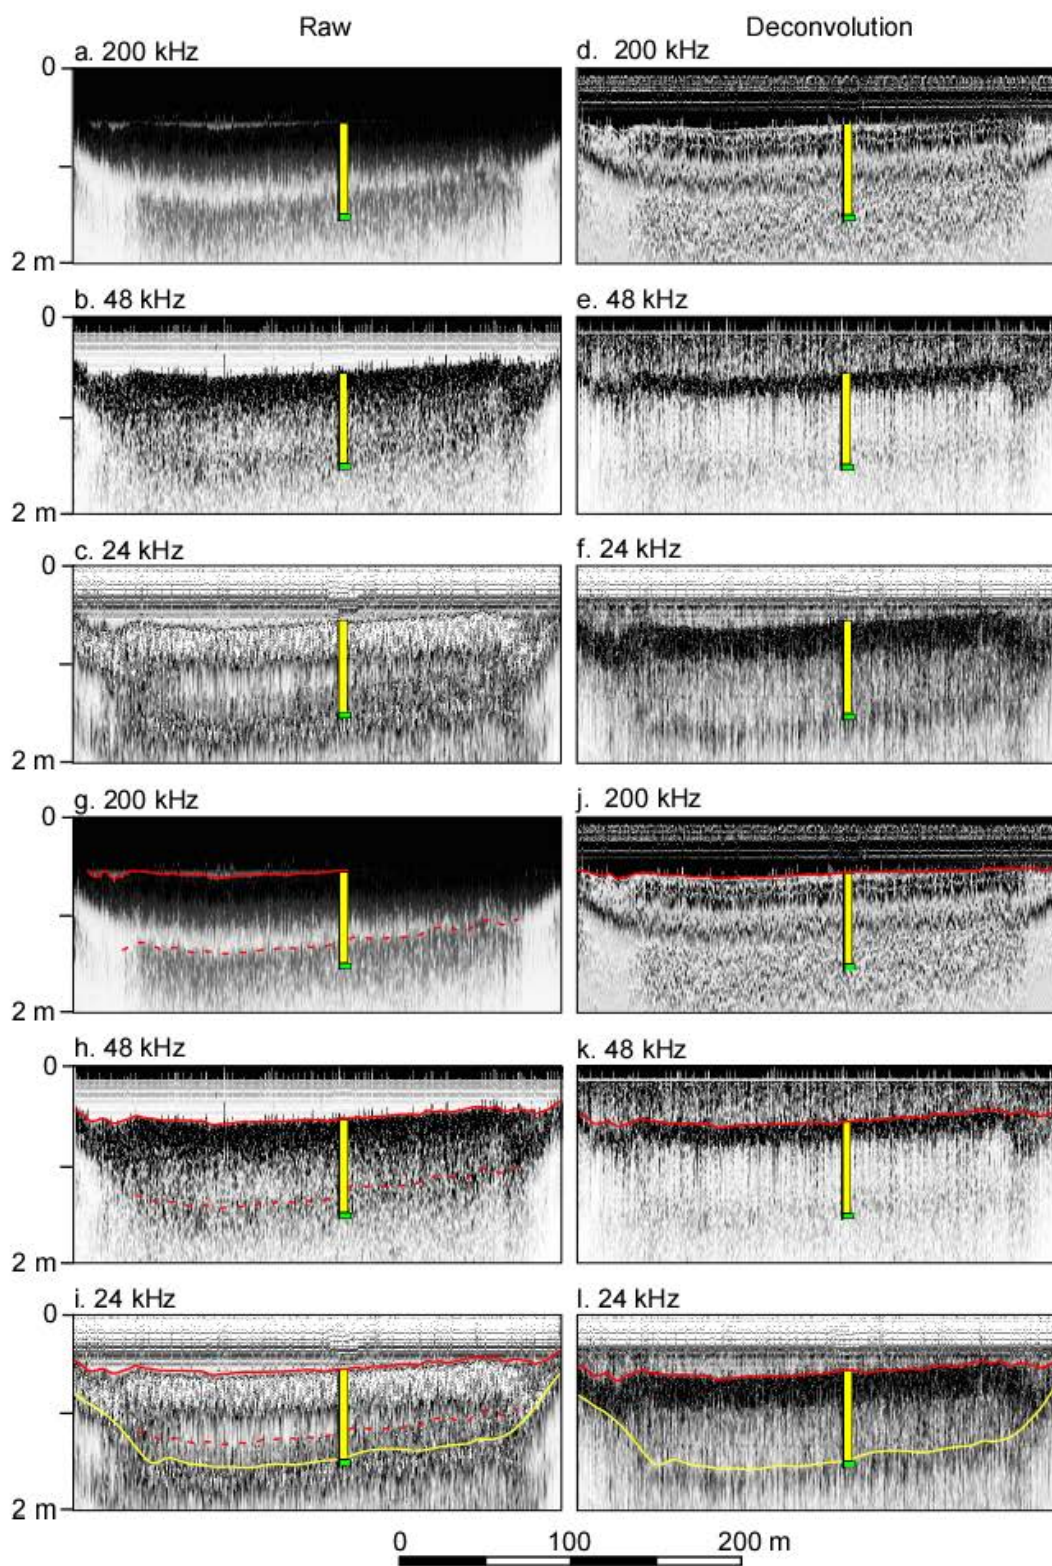 Raw Deconvolution
a. 200 kHz d. 200 kHz
0
2 m
b. 48 kHz e. 48 kHz
0
2 m
c. 24 kHz f. 24 kHz
0
2 m
g. 200 kHz j. 200 kHz
0
2 m
h. 48 kHz k. 48 kHz
0
2 m
i. 24 kHz l. 24 kHz
0
2 m
0 100 200 m